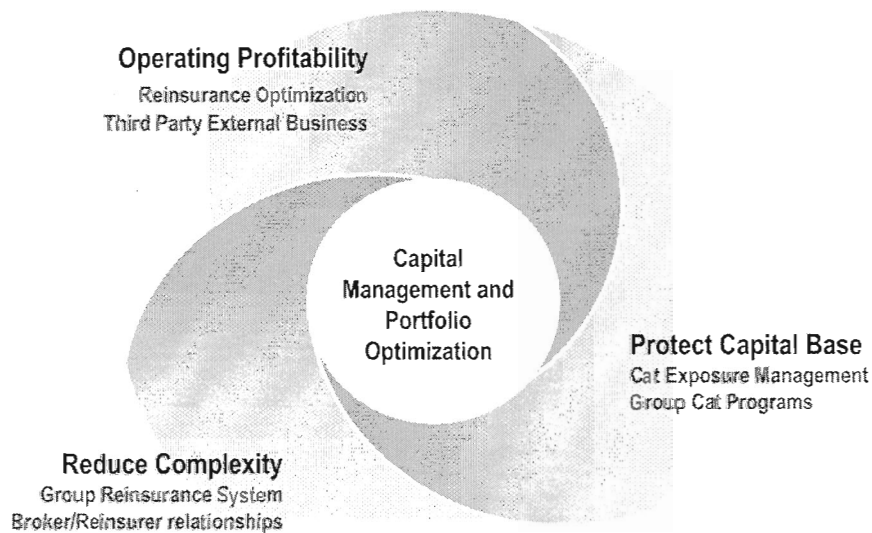 Operating Profitability
Reinsurance Optimization
Third Party External Business
Capital
Management and
Portfolio
Optimization
Protect Capital Base
Cat Exposure Management
Group Cat Programs
Reduce Complexity
Group Reinsurance System
Broker/Reinsurer relationships